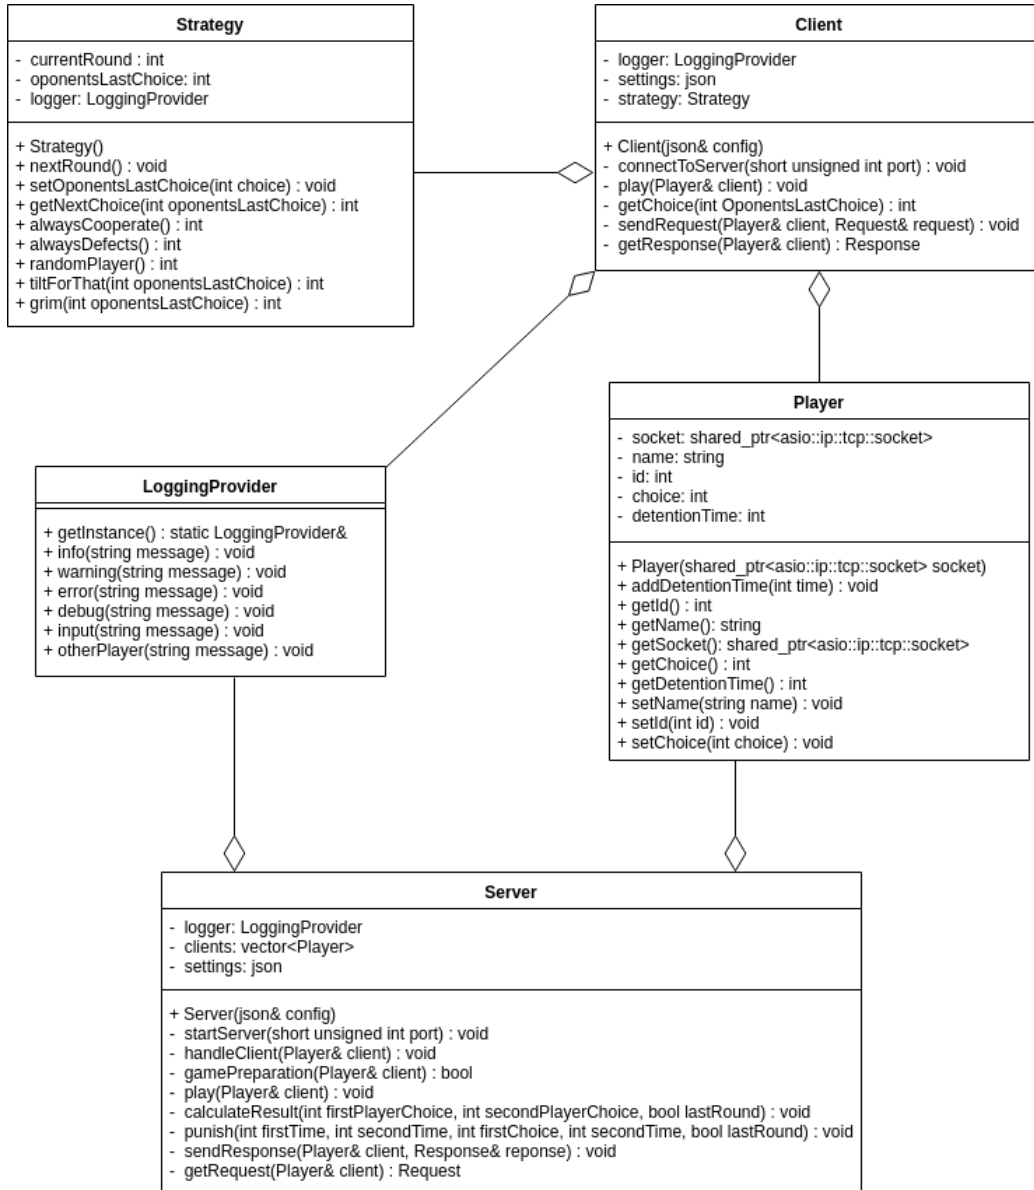 Strategy
- currentRound : int
- oponentsLastChoice: int
- logger: LoggingProvider
+ Strategy()
+ nextRound() : void
+ setOponentsLastChoice(int choice) : void
+ getNextChoice(int oponentsLastChoice) : int
+ alwaysCooperate() : int
+ alwaysDefects() : int
+ randomPlayer() : int
+ tiltForThat(int oponentsLastChoice) : int
+ grim(int oponentsLastChoice) : int
Client
- logger: LoggingProvider
- settings: json
- strategy: Strategy
+ Client(json& config)
- connectToServer(short unsigned int port) : void
- play(Player& client) : void
- getChoice(int OponentsLastChoice) : int
- sendRequest(Player& client, Request& request) : void
- getResponse(Player& client) : Response
LoggingProvider
+ getInstance() : static LoggingProvider&
+ info(string message) : void
+ warning(string message) : void
+ error(string message) : void
+ debug(string message) : void
+ input(string message) : void
+ otherPlayer(string message) : void
Player
- socket: shared_ptr<asio::ip::tcp::socket>
- name: string
- id: int
- choice: int
- detentionTime: int
+ Player(shared_ptr<asio::ip::tcp::socket> socket)
+ addDetentionTime(int time) : void
+ getId() : int
+ getName(): string
+ getSocket(): shared_ptr<asio::ip::tcp::socket>
+ getChoice() : int
+ getDetentionTime() : int
+ setName(string name) : void
+ setId(int id) : void
+ setChoice(int choice) : void
Server
- logger: LoggingProvider
- clients: vector<Player>
- settings: json
+ Server(json& config)
- startServer(short unsigned int port) : void
- handleClient(Player& client) : void
- gamePreparation(Player& client) : bool
- play(Player& client) : void
- calculateResult(int firstPlayerChoice, int secondPlayerChoice, bool lastRound) : void
- punish(int firstTime, int secondTime, int firstChoice, int secondTime, bool lastRound) : void
- sendResponse(Player& client, Response& reponse) : void
- getRequest(Player& client) : Request